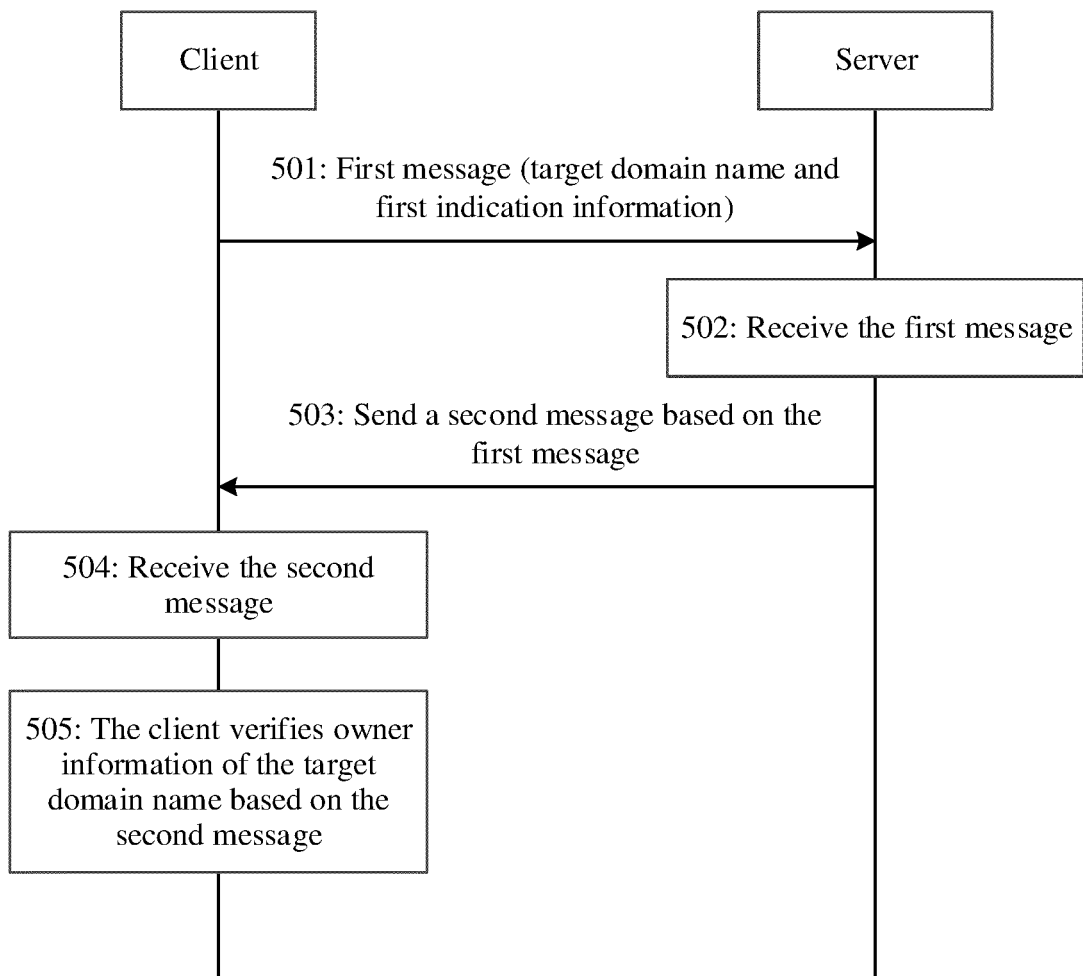 Client
Server
501: First message (target domain name and
first indication information)
502: Receive the first message
503: Send a second message based on the
first message
504: Receive the second
message
505: The client verifies owner
information of the target
domain name based on the
second message